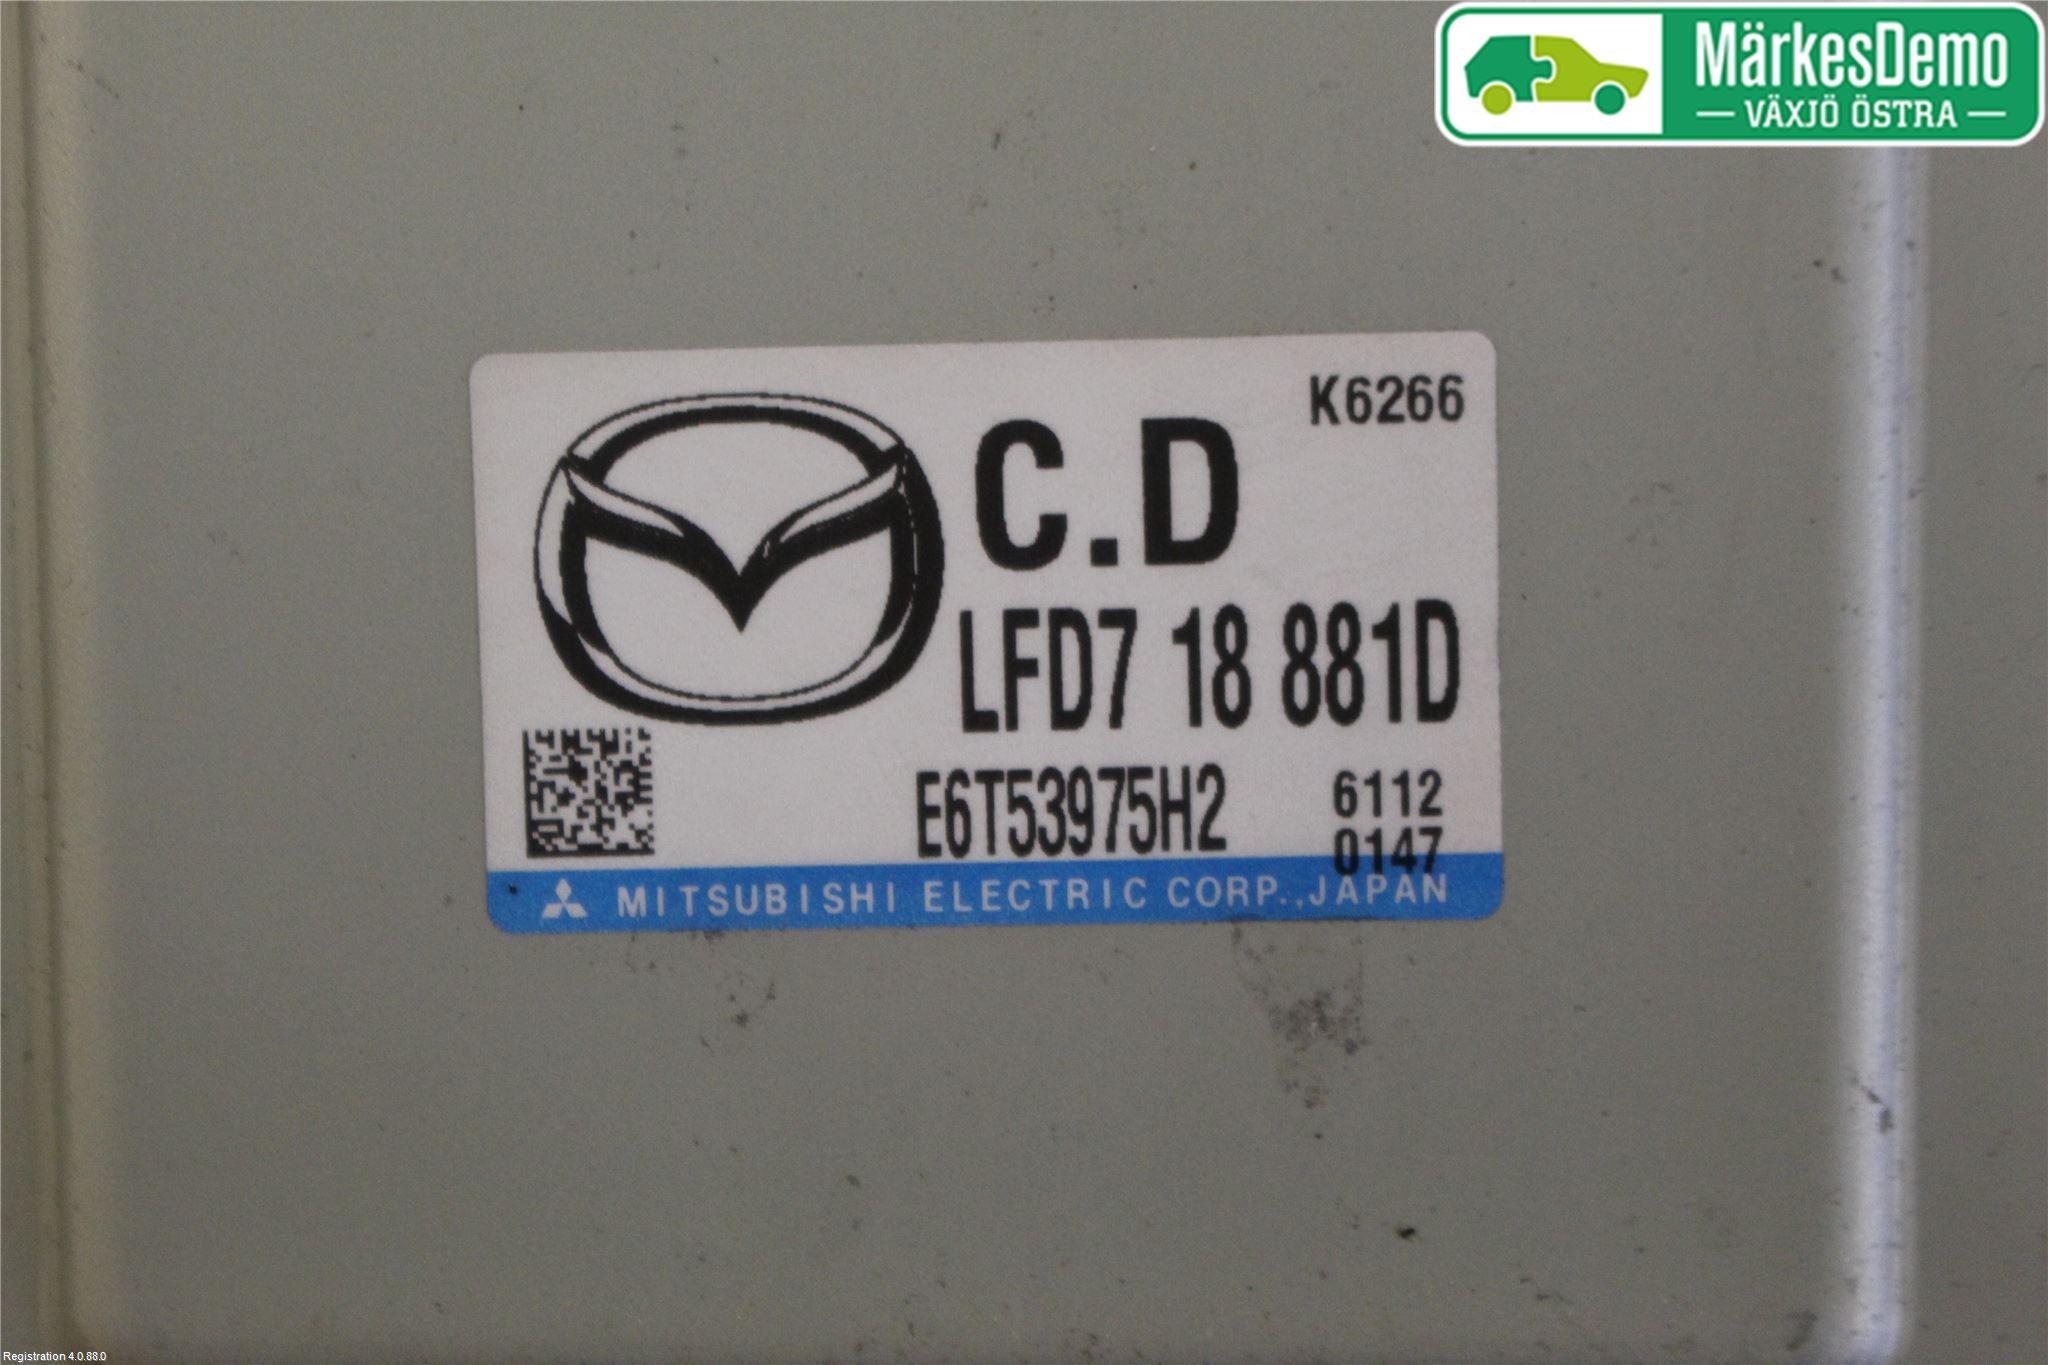 MärkesDemo
VÄXJÖ ÖSTRA
K6266
C.D
LFD7 18 881D
E6T53975H2 6112
0147
MITSUBISHI ELECTRIC CORP.,JAPAN
Registration 4.0.88.0